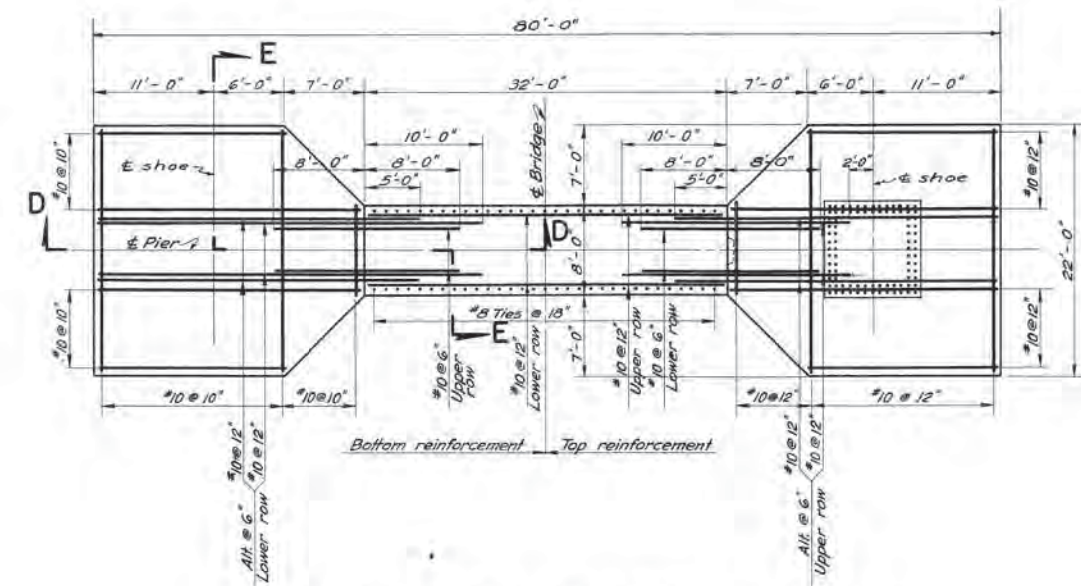 80'-0"
E
11'-0" 6'-0" 7'-0" 32'-0" 7'-0" 6'-0" 11'-0"
10'-0" ℄ Bridge 7'-0" 10'-0"
#10@10" ℄ shoe 8'-0" 8'-0" 8'-0" 8'-0" 2'-0" ℄ shoe #10@12"
5'-0" 5'-0"
D D
℄ Pier 8'-0" 22'-0"
#10@10" #8 Ties @ 18" #10@12"
E 7'-0"
#10@6" Upper row
#10@12" Lower row
#10@12" Upper row
#10@6" Lower row
#10@10" #10@10" #10@12" #10 @ 12"
Bottom reinforcement Top reinforcement
#10@12" #10@12" #10@12" #10@12"
Alt. @ 6" Lower row
Alt. @ 6" Upper row